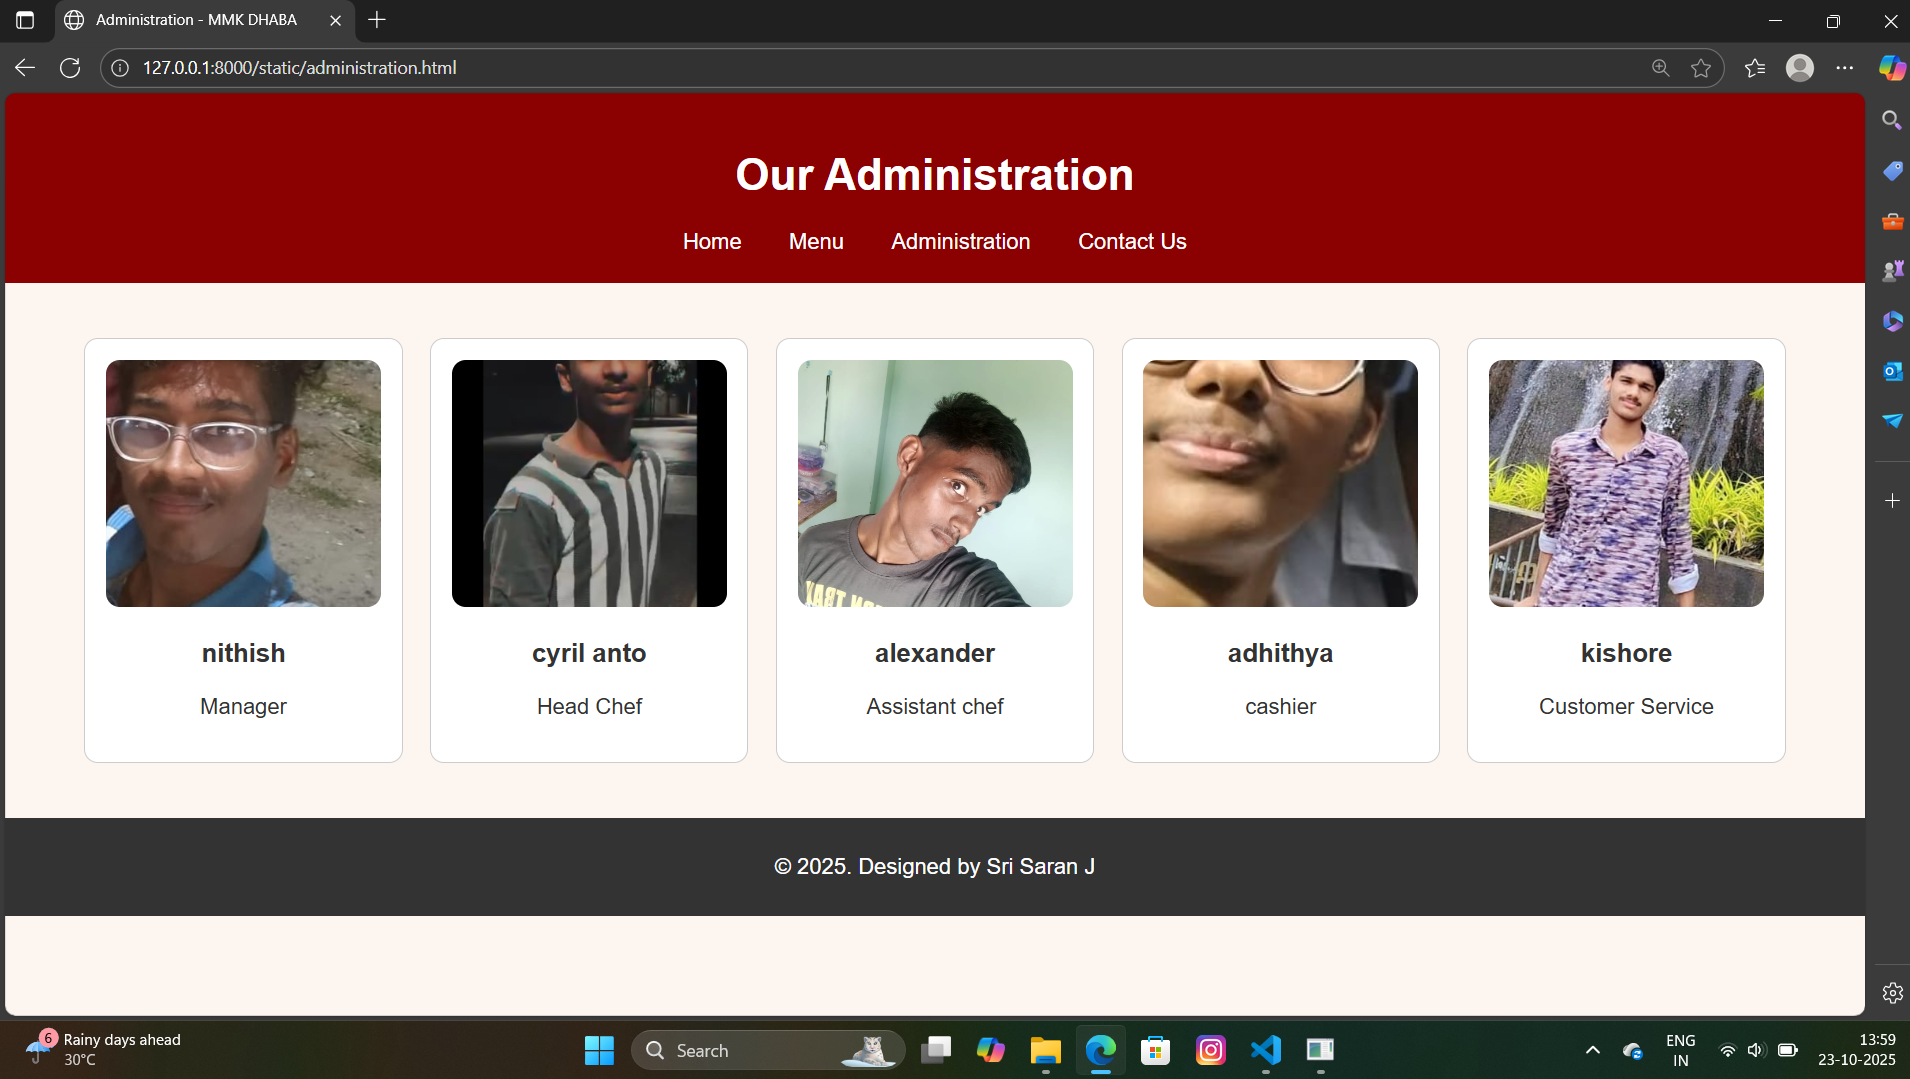 Administration - MMK DHABA
127.0.0.1:8000/static/administration.html
Our Administration
Home Menu Administration Contact Us
nithish
Manager
cyril anto
Head Chef
alexander
Assistant chef
adhithya
cashier
kishore
Customer Service
© 2025. Designed by Sri Saran J
6
Rainy days ahead
30°C
Search
ENG
IN
13:59
23-10-2025